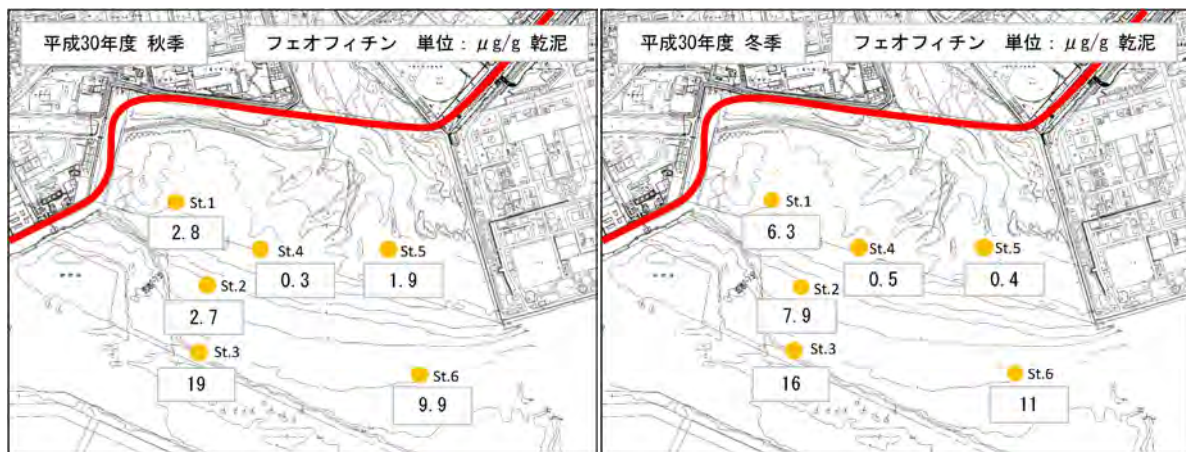 平成30年度 秋季
フェオフィチン 単位：μg/g 乾泥
St.1
2.8
St.4
0.3
St.5
1.9
St.2
2.7
St.3
19
St.6
9.9
平成30年度 冬季
フェオフィチン 単位：μg/g 乾泥
St.1
6.3
St.4
0.5
St.5
0.4
St.2
7.9
St.3
16
St.6
11